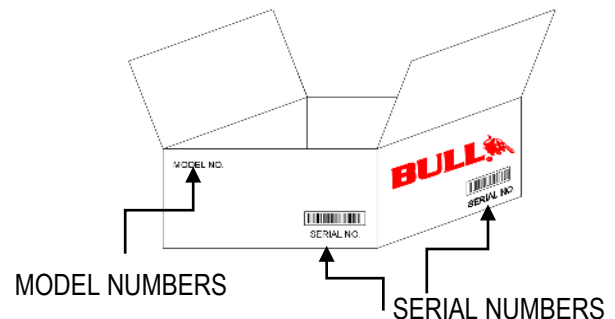 MODEL NO.
BULL
SERIAL NO.
SERIAL NO.
MODEL NUMBERS
SERIAL NUMBERS